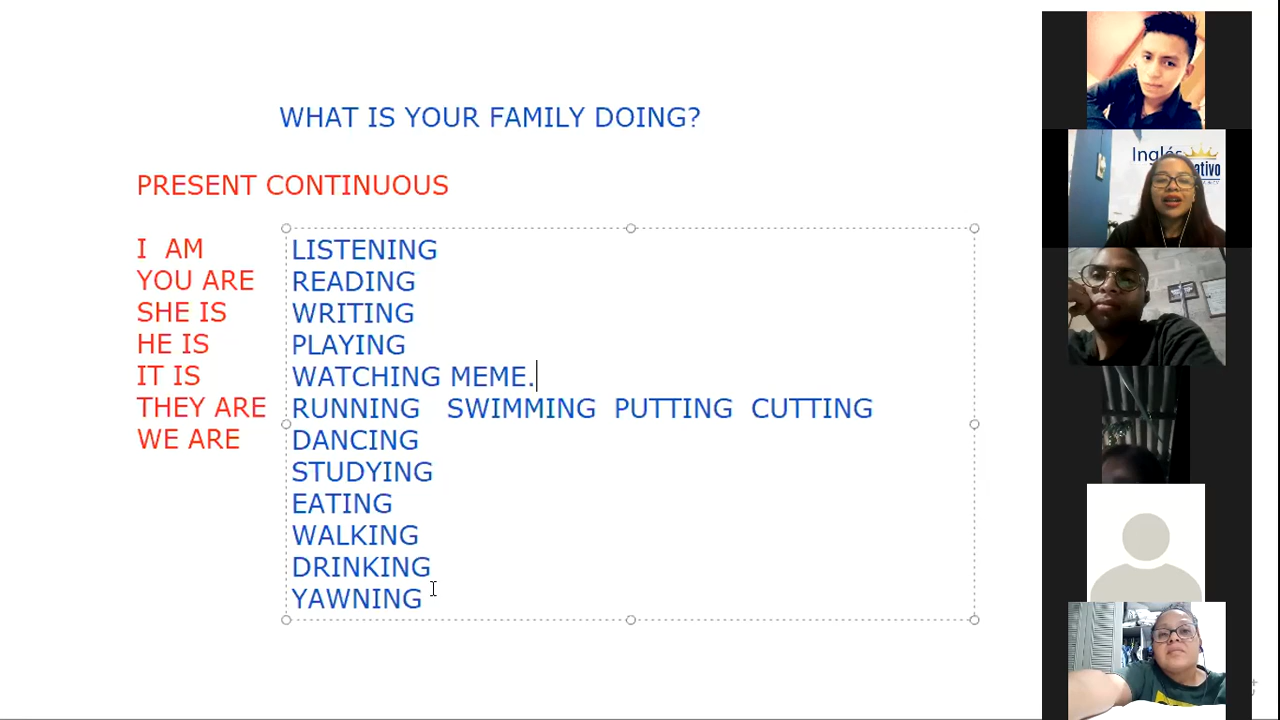 WHAT IS YOUR FAMILY DOING?
PRESENT CONTINUOUS
I AM
YOU ARE
SHE IS
HE IS
IT IS
THEY ARE
WE ARE
LISTENING
READING
WRITING
PLAYING
WATCHING MEME.
RUNNING SWIMMING PUTTING CUTTING
DANCING
STUDYING
EATING
WALKING
DRINKING
YAWNING
Inglés